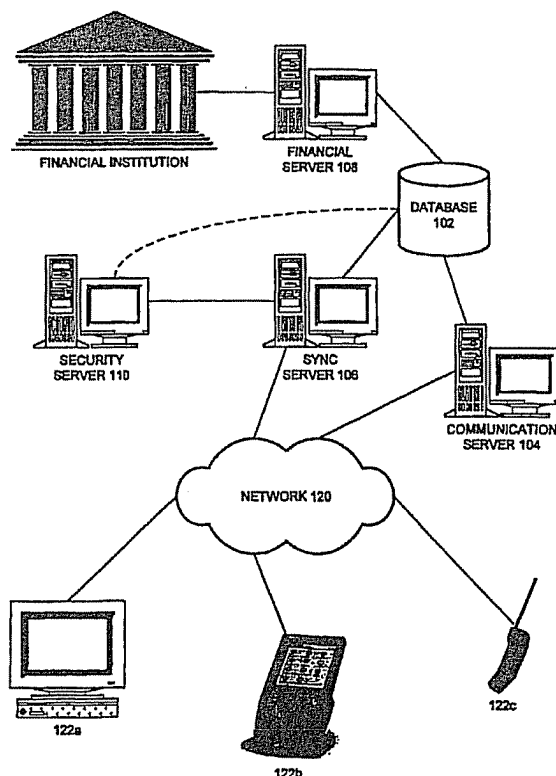 FINANCIAL INSTITUTION
FINANCIAL
SERVER 108
DATABASE
102
SECURITY
SERVER 110
SYNC
SERVER 106
COMMUNICATION
SERVER 104
NETWORK 120
122a
122b
122c